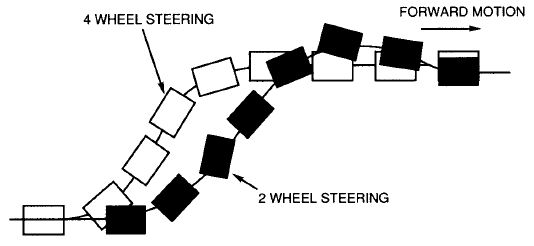 FORWARD MOTION
4 WHEEL STEERING
2 WHEEL STEERING